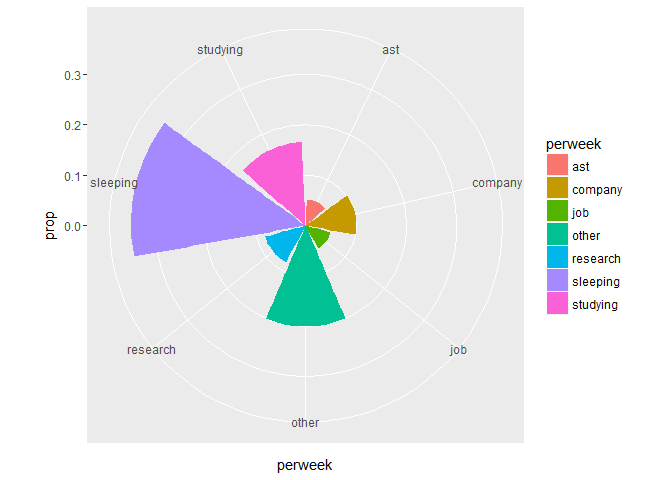 studying
ast
0.3
0.2
0.1
0.0
sleeping
company
prop
research
job
other
perweek
perweek
ast
company
job
other
research
sleeping
studying